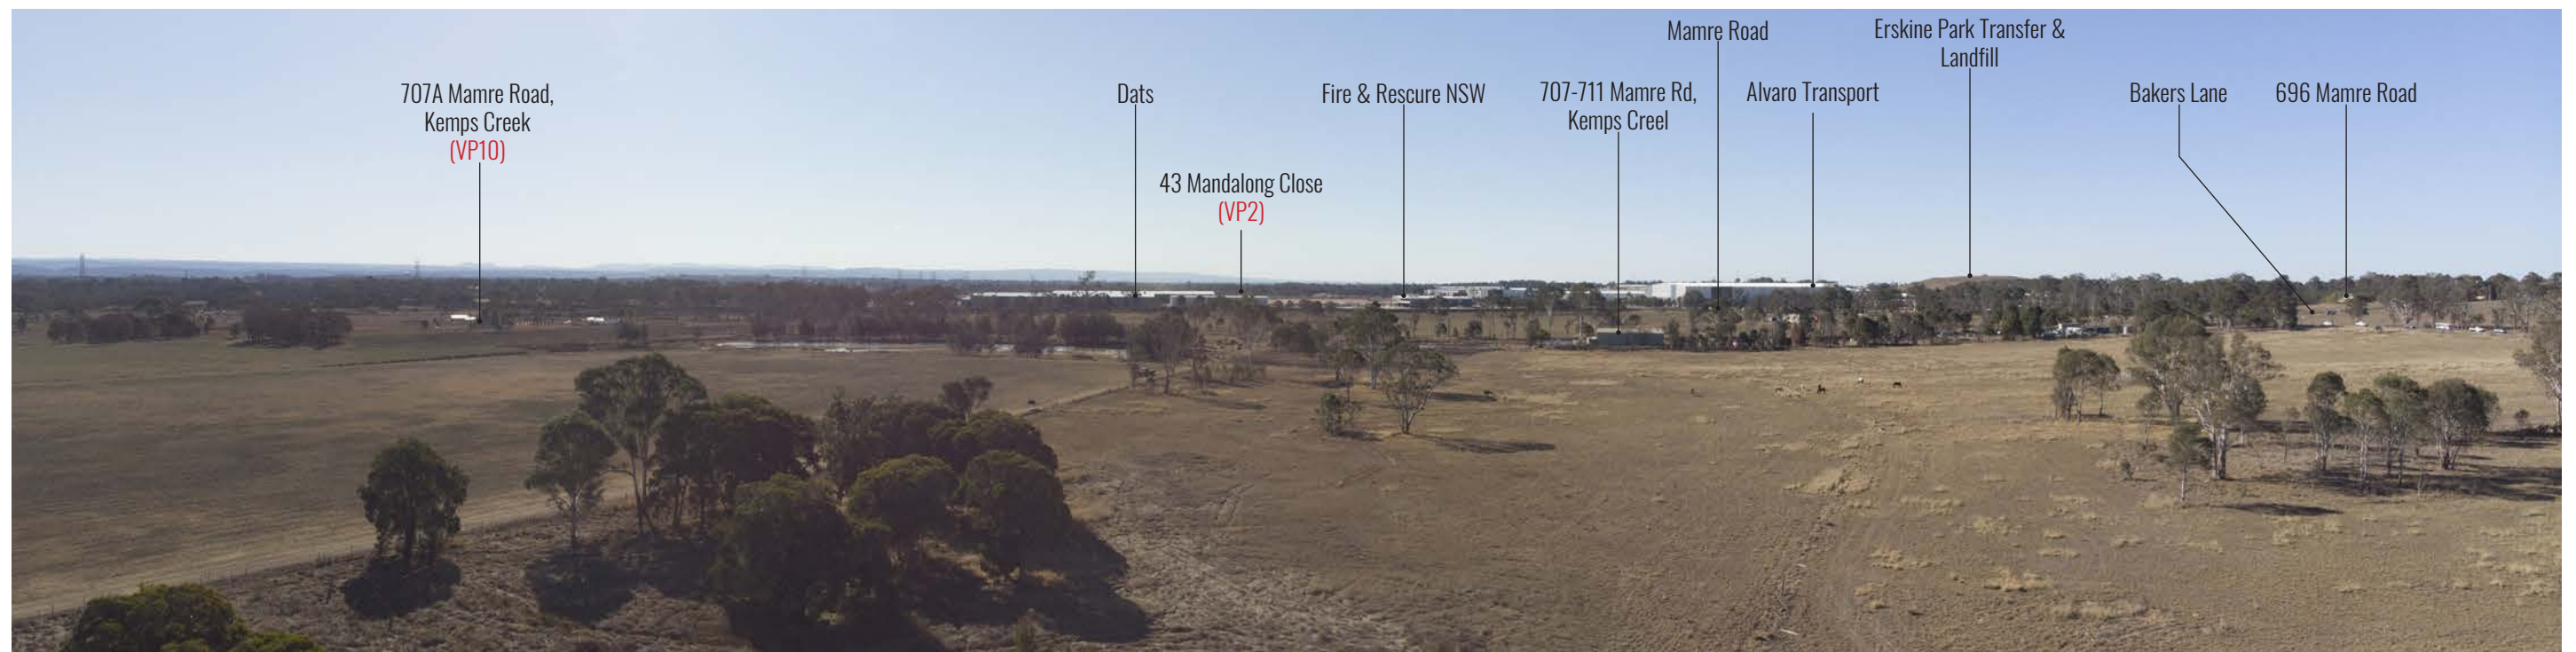 707A Mamre Road,
Kemps Creek
(VP10)
Dats
43 Mandalong Close
(VP2)
Fire & Rescure NSW
707-711 Mamre Rd,
Kemps Creel
Mamre Road
Alvaro Transport
Erskine Park Transfer &
Landfill
Bakers Lane
696 Mamre Road